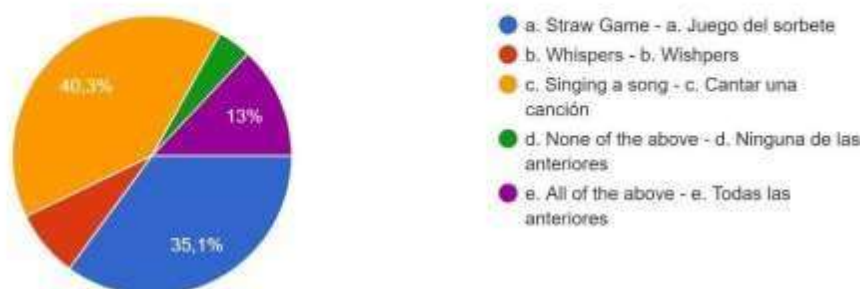 40,3%
13%
35,1%
a. Straw Game - a. Juego del sorbete
b. Whispers - b. Wishpers
c. Singing a song - c. Cantar una
canción
d. None of the above - d. Ninguna de las
anteriores
e. All of the above - e. Todas las
anteriores